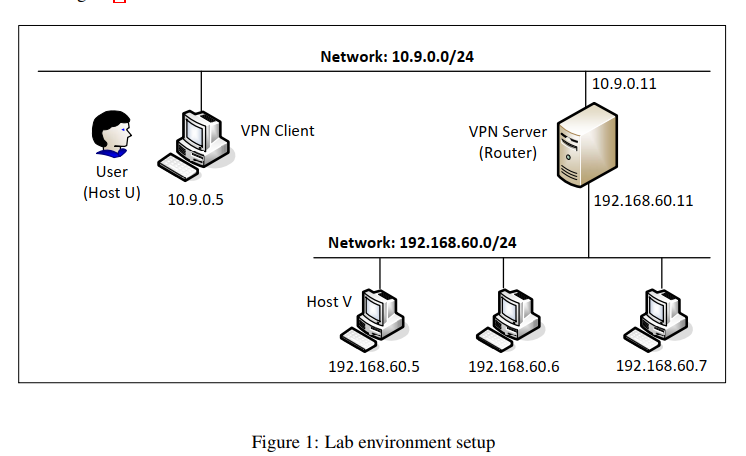 Network: 10.9.0.0/24
10.9.0.11
VPN Client
VPN Server
(Router)
User
(Host U)
10.9.0.5
192.168.60.11
Network: 192.168.60.0/24
Host V
192.168.60.5
192.168.60.6
192.168.60.7
Figure 1: Lab environment setup